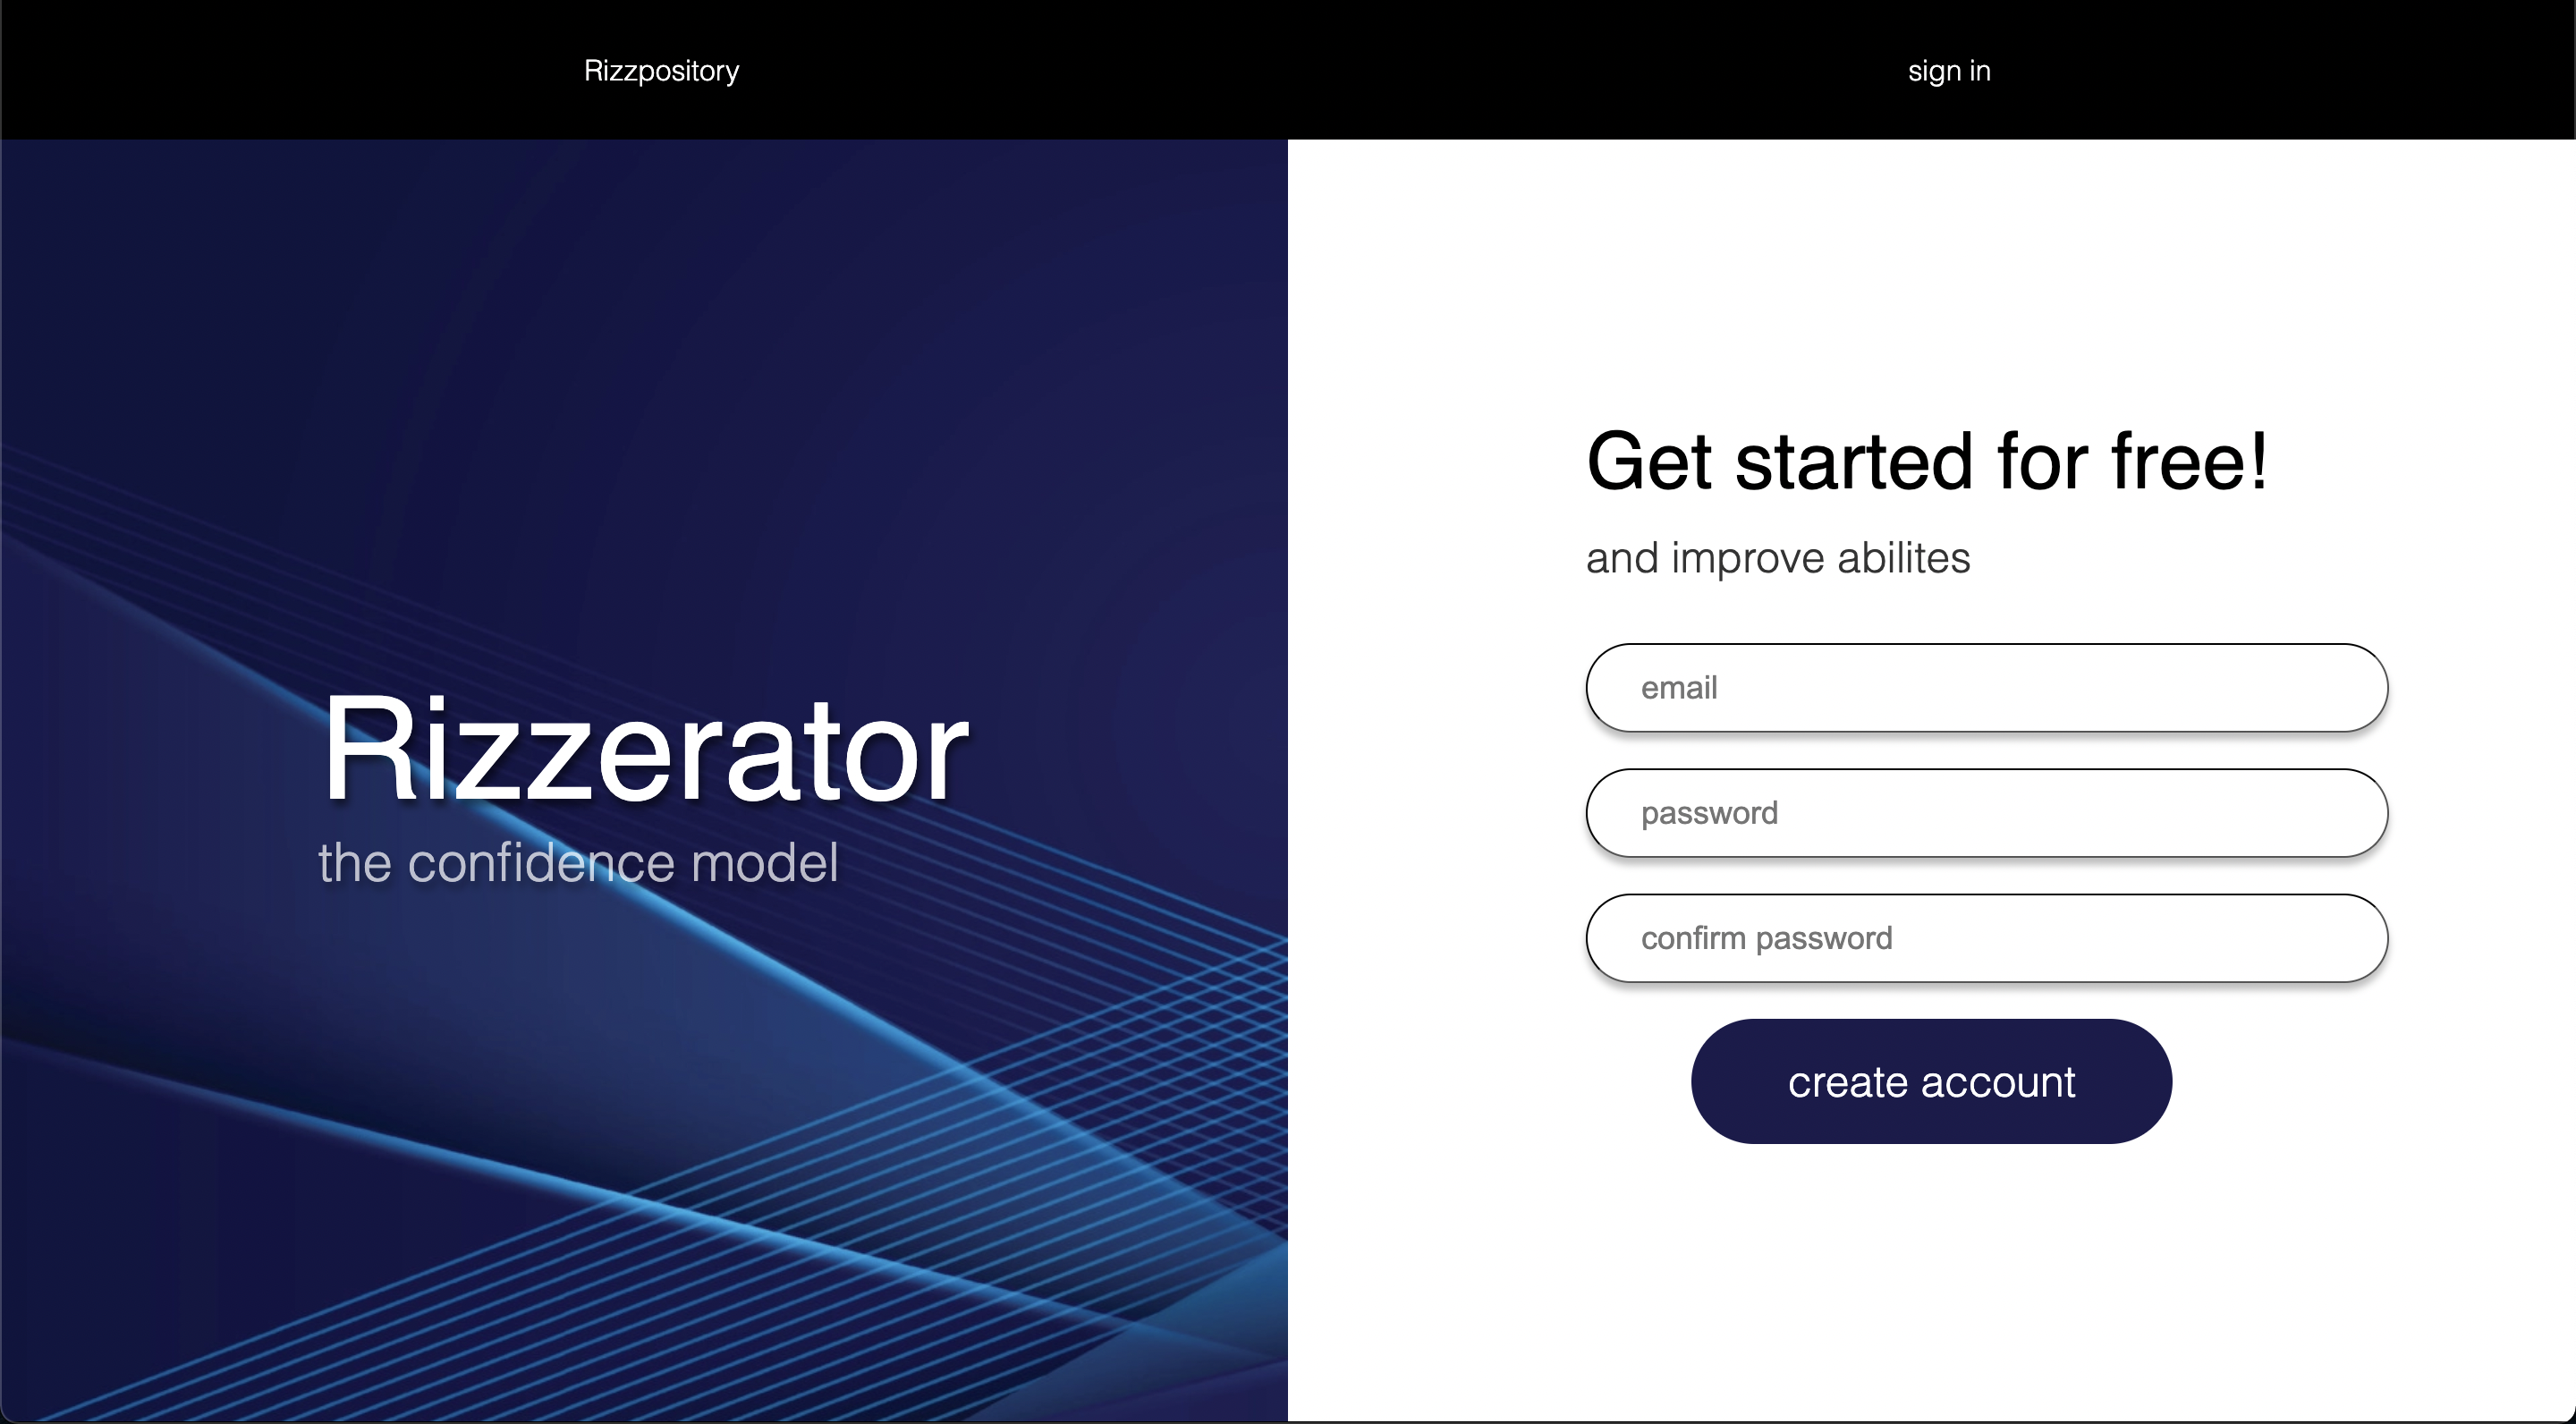 Rizzpository
sign in
Rizzerator
the confidence model
Get started for free!
and improve abilites
email
password
confirm password
create account